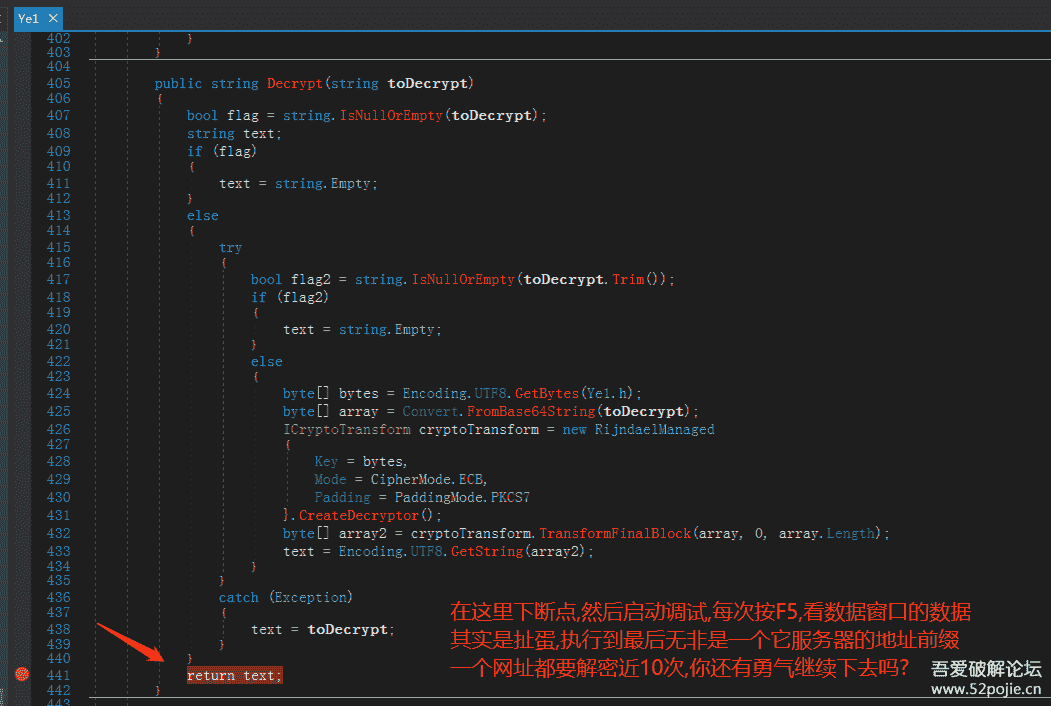 Ye1 ×
402 }
403 }
404
405 public string Decrypt(string toDecrypt)
406 {
407 bool flag = string.IsNullOrEmpty(toDecrypt);
408 string text;
409 if (flag)
410 {
411 text = string.Empty;
412 }
413 else
414 {
415 try
416 {
417 bool flag2 = string.IsNullOrEmpty(toDecrypt.Trim());
418 if (flag2)
419 {
420 text = string.Empty;
421 }
422 else
423 {
424 byte[] bytes = Encoding.UTF8.GetBytes(Ye1.h);
425 byte[] array = Convert.FromBase64String(toDecrypt);
426 ICryptoTransform cryptoTransform = new RijndaelManaged
427 {
428 Key = bytes,
429 Mode = CipherMode.ECB,
430 Padding = PaddingMode.PKCS7
431 }.CreateDecryptor();
432 byte[] array2 = cryptoTransform.TransformFinalBlock(array, 0, array.Length);
433 text = Encoding.UTF8.GetString(array2);
434 }
435 }
436 catch (Exception)
437 {
438 text = toDecrypt;
439 }
440 }
441 return text;
442 }
443
在这里下断点,然后启动调试,每次按F5,看数据窗口的数据
其实是扯蛋,执行到最后无非是一个它服务器的地址前缀
一个网址都要解密近10次,你还有勇气继续下去吗?
吾爱破解论坛
www.52pojie.cn